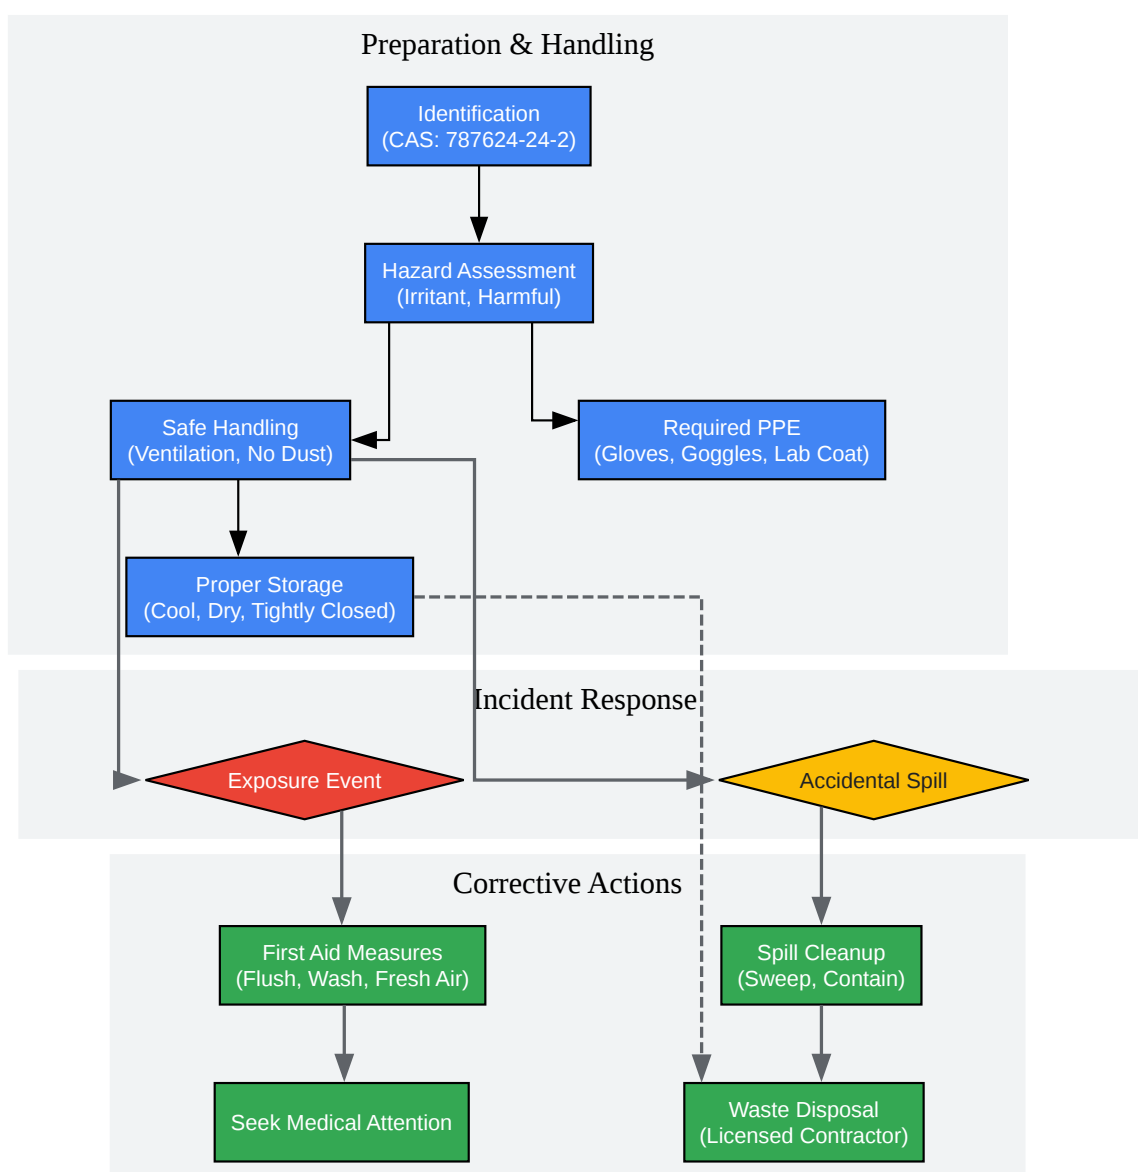 Preparation & Handling
Identification
(CAS: 787624-24-2)
Hazard Assessment
(Irritant, Harmful)
Safe Handling
(Ventilation, No Dust)
Required PPE
(Gloves, Goggles, Lab Coat)
Proper Storage
(Cool, Dry, Tightly Closed)
Incident Response
Exposure Event
Accidental Spill
Corrective Actions
First Aid Measures
(Flush, Wash, Fresh Air)
Spill Cleanup
(Sweep, Contain)
Seek Medical Attention
Waste Disposal
(Licensed Contractor)